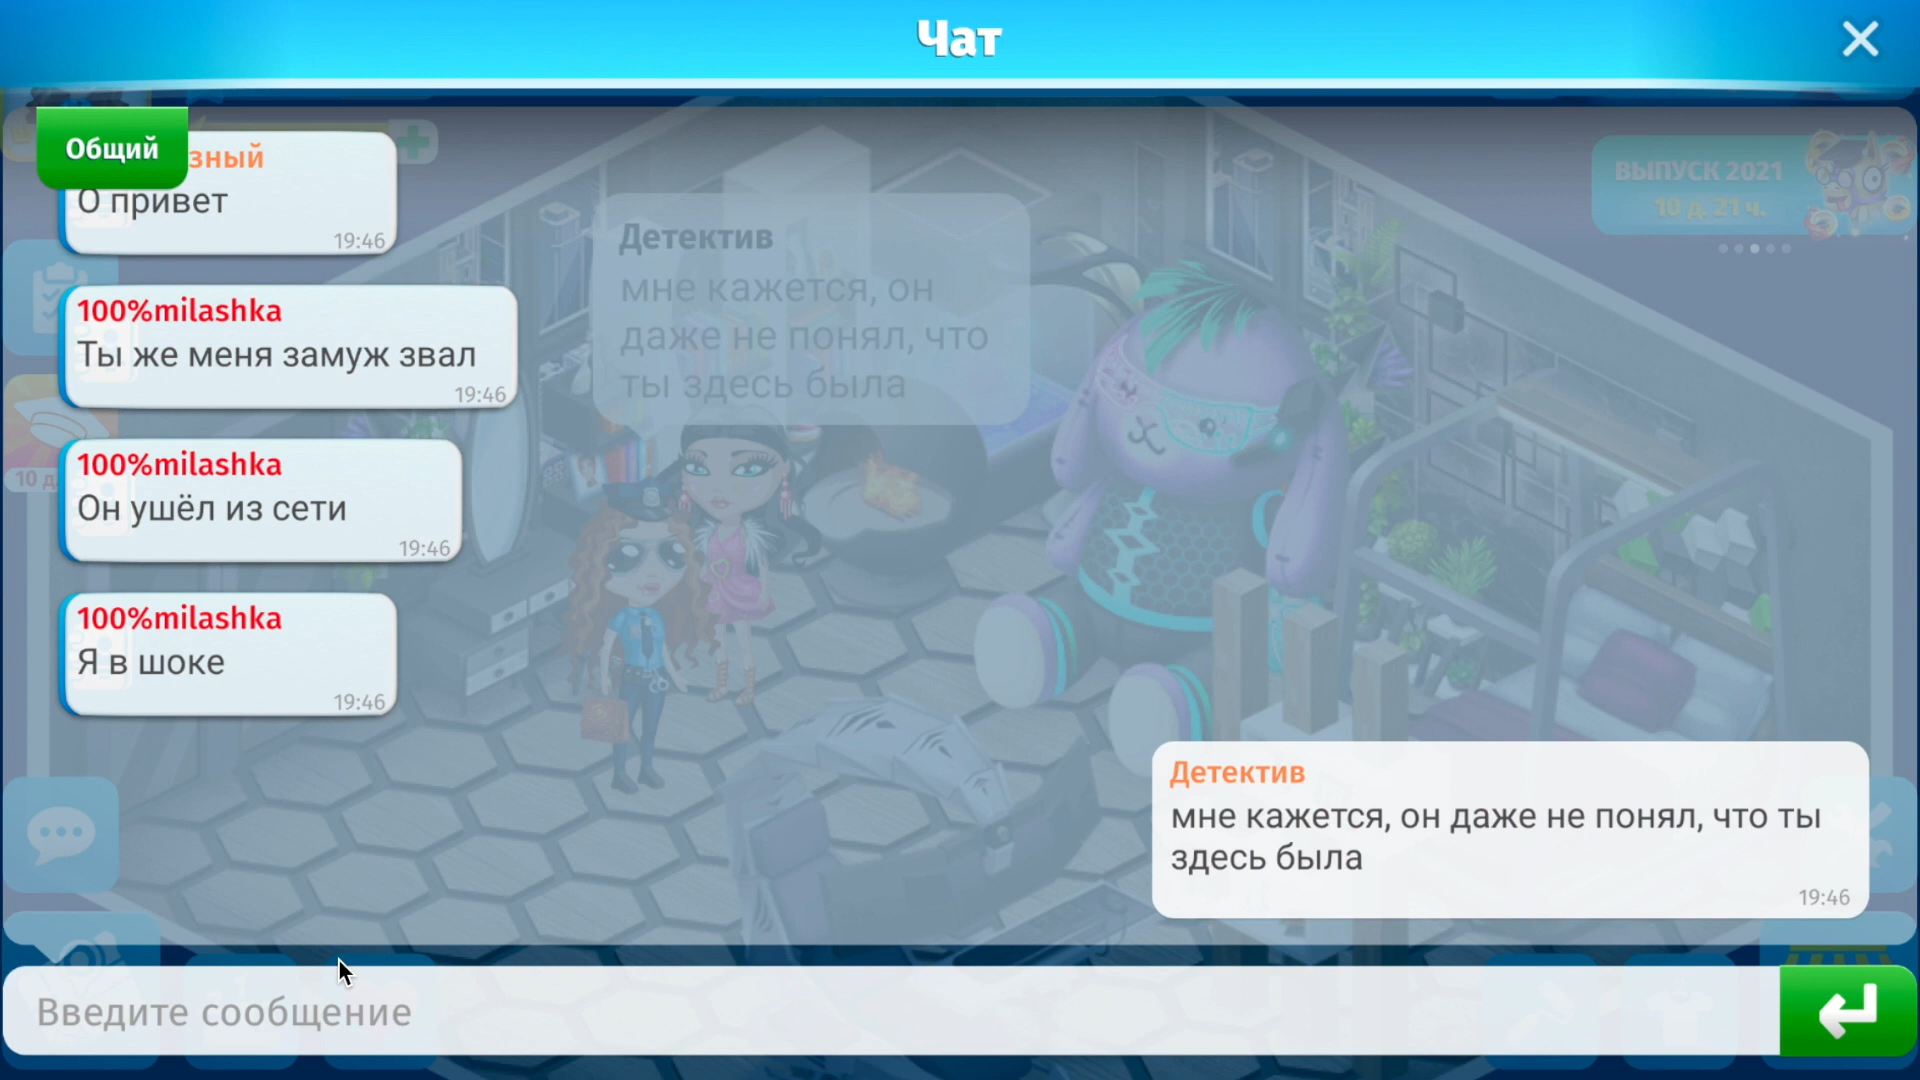 Чат
Общий
зный
О привет
19:46
100%milashka
Ты же меня замуж звал
19:46
100%milashka
Он ушёл из сети
19:46
100%milashka
Я в шоке
19:46
Детектив
мне кажется, он
даже не понял, что
ты здесь была
ВЫПУСК 2021
10 д. 21 ч.
10 д
Детектив
мне кажется, он даже не понял, что ты
здесь была
19:46
Введите сообщение